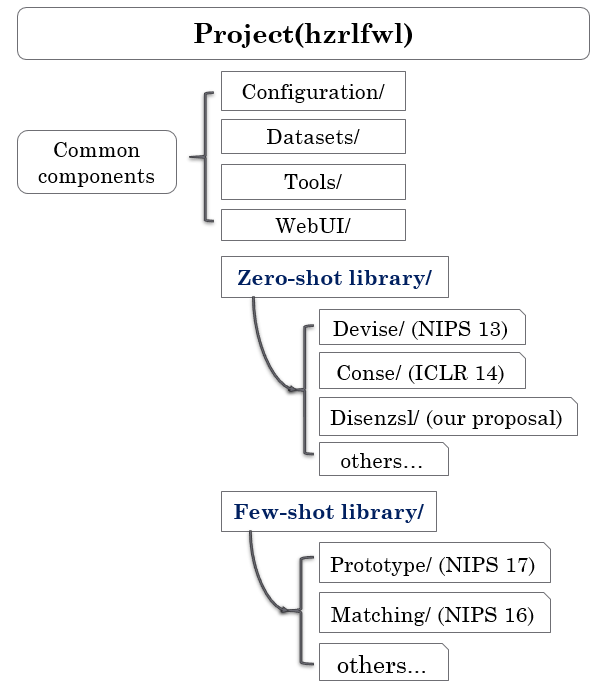 Project(hzrlfwl)
Common
components
Configuration/
Datasets/
Tools/
WebUI/
Zero-shot library/
Devise/ (NIPS 13)
Conse/ (ICLR 14)
Disenzsl/ (our proposal)
others...
Few-shot library/
Prototype/ (NIPS 17)
Matching/ (NIPS 16)
others...